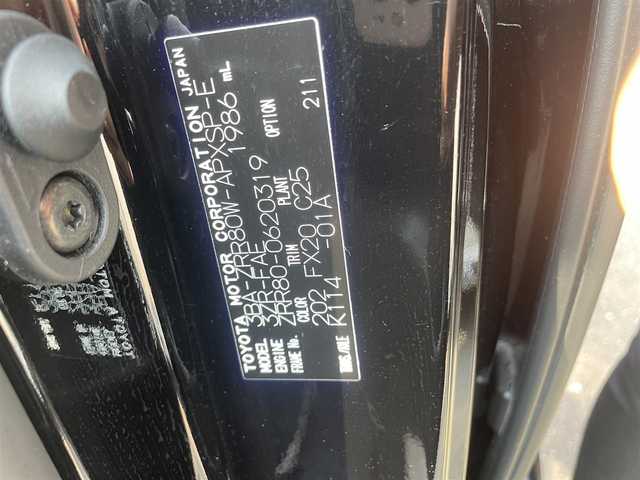 TOYOTA MOTOR CORPORATION JAPAN
MODEL 3BA-ZRR80W-APXSP-E
ENGINE 3ZR-FAE 1986 mL
FRAME No. ZRR80-0620319
COLOR TRIM PLANT OPTION
202 FX20 C25 211
TRANS/AXLE K114 -01A